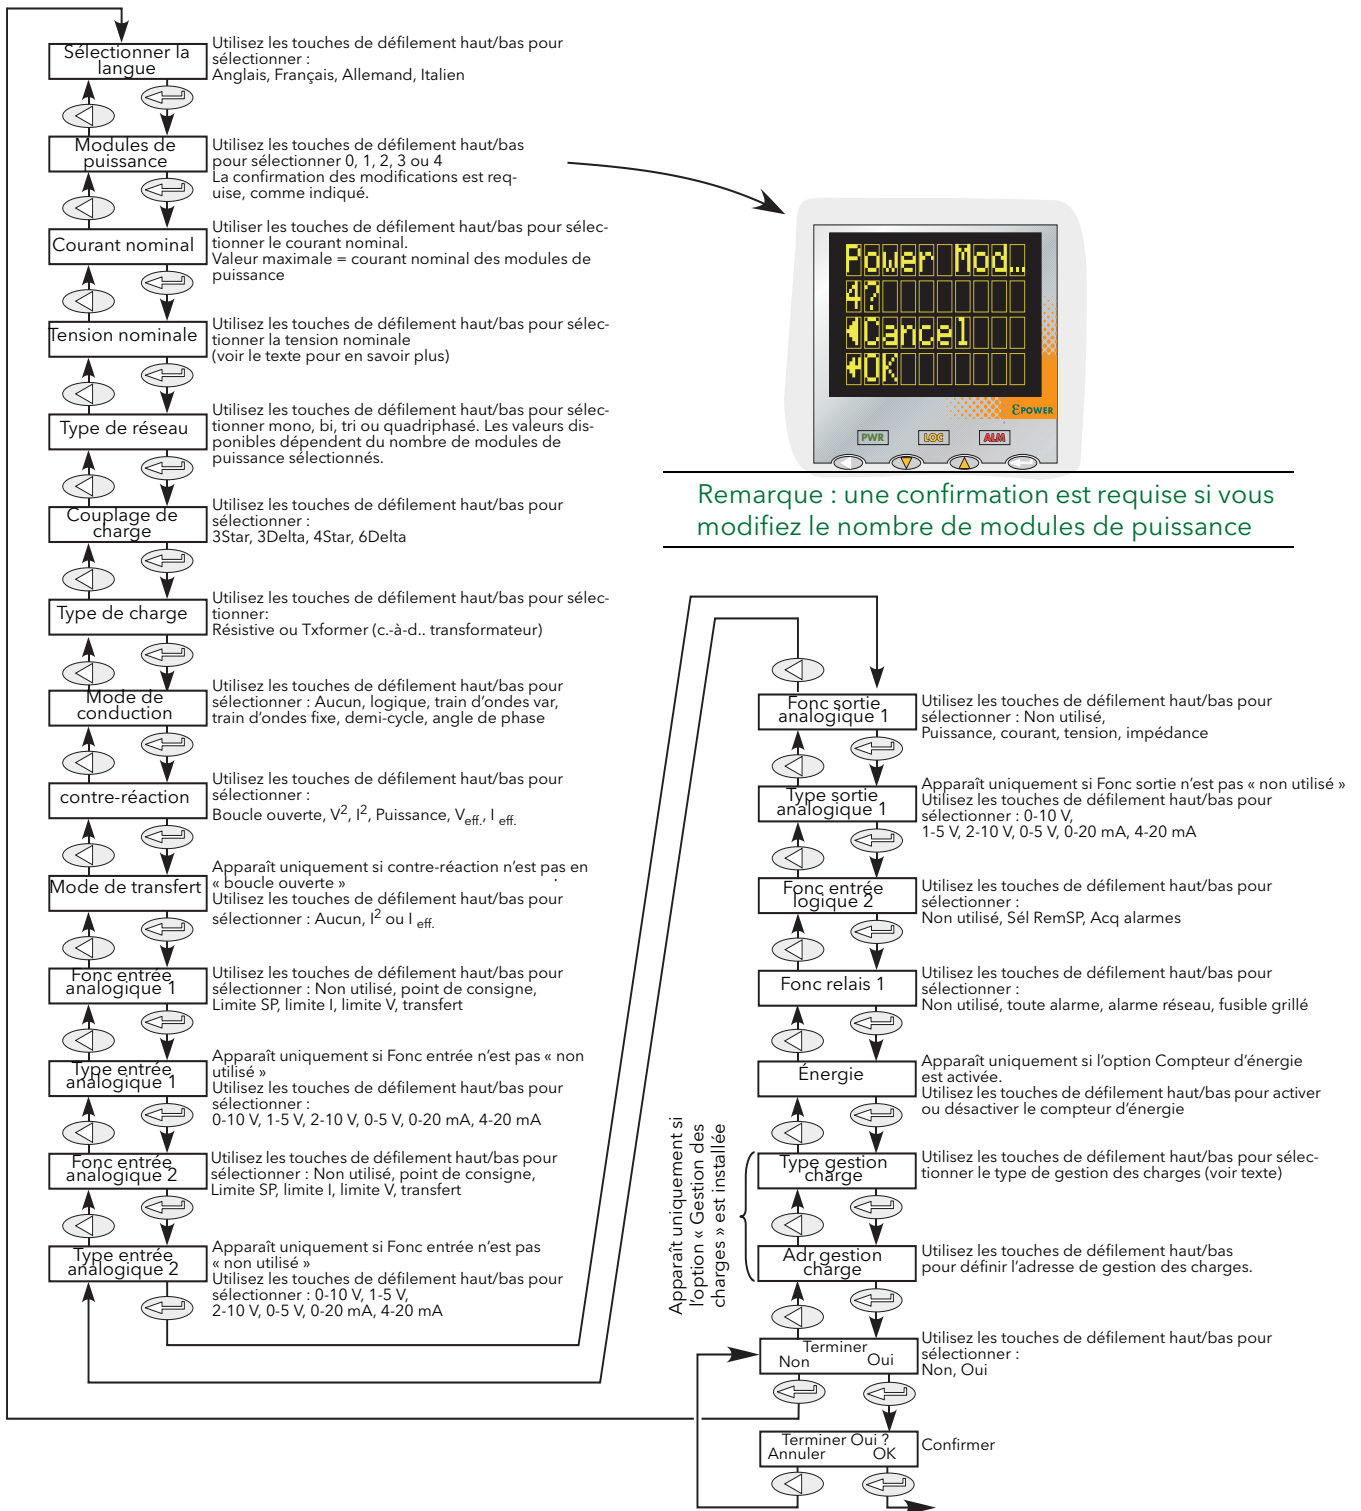 Sélectionner la
langue
Utilisez les touches de défilement haut/bas pour
sélectionner :
Anglais, Français, Allemand, Italien
Modules de
puissance
Utilisez les touches de défilement haut/bas
pour sélectionner 0, 1, 2, 3 ou 4
La confirmation des modifications est req-
uise, comme indiqué.
Courant nominal
Utiliser les touches de défilement haut/bas pour sélec-
tionner le courant nominal.
Valeur maximale = courant nominal des modules de
puissance
Tension nominale
Utilisez les touches de défilement haut/bas pour sélec-
tionner la tension nominale
(voir le texte pour en savoir plus)
Type de réseau
Utilisez les touches de défilement haut/bas pour sélec-
tionner mono, bi, tri ou quadriphasé. Les valeurs dis-
ponibles dépendent du nombre de modules de
puissance sélectionnés.
Couplage de
charge
Utilisez les touches de défilement haut/bas pour
sélectionner :
3Star, 3Delta, 4Star, 6Delta
Type de charge
Utilisez les touches de défilement haut/bas pour sélec-
tionner:
Résistive ou Txformer (c.-à-d.. transformateur)
Mode de
conduction
Utilisez les touches de défilement haut/bas pour
sélectionner : Aucun, logique, train d'ondes var,
train d'ondes fixe, demi-cycle, angle de phase
contre-réaction
Utilisez les touches de défilement haut/bas pour
sélectionner :
Boucle ouverte, V², I², Puissance, Veff., I eff.
Mode de transfert
Apparaît uniquement si contre-réaction n'est pas en
« boucle ouverte »
Utilisez les touches de défilement haut/bas pour
sélectionner : Aucun, I² ou I eff.
Fonc entrée
analogique 1
Utilisez les touches de défilement haut/bas pour
sélectionner : Non utilisé, point de consigne,
Limite SP, limite I, limite V, transfert
Type entrée
analogique 1
Apparaît uniquement si Fonc entrée n'est pas « non
utilisé »
Utilisez les touches de défilement haut/bas pour
sélectionner :
0-10 V, 1-5 V, 2-10 V, 0-5 V, 0-20 mA, 4-20 mA
Fonc entrée
analogique 2
Utilisez les touches de défilement haut/bas pour
sélectionner : Non utilisé, point de consigne,
Limite SP, limite I, limite V, transfert
Type entrée
analogique 2
Apparaît uniquement si Fonc entrée n'est pas
« non utilisé »
Utilisez les touches de défilement haut/bas pour
sélectionner : 0-10 V, 1-5 V,
2-10 V, 0-5 V, 0-20 mA, 4-20 mA
Power Mod...
4?
Cancel
OK
εPOWER
PWR
LOC
ALM
Remarque : une confirmation est requise si vous
modifiez le nombre de modules de puissance
Fonc sortie
analogique 1
Utilisez les touches de défilement haut/bas pour
sélectionner : Non utilisé,
Puissance, courant, tension, impédance
Type sortie
analogique 1
Apparaît uniquement si Fonc sortie n'est pas « non utilisé »
Utilisez les touches de défilement haut/bas pour
sélectionner : 0-10 V,
1-5 V, 2-10 V, 0-5 V, 0-20 mA, 4-20 mA
Fonc entrée
logique 2
Utilisez les touches de défilement haut/bas pour
sélectionner :
Non utilisé, Sél RemSP, Acq alarmes
Fonc relais 1
Utilisez les touches de défilement haut/bas pour
sélectionner :
Non utilisé, toute alarme, alarme réseau, fusible grillé
Énergie
Apparaît uniquement si l'option Compteur d'énergie
est activée.
Utilisez les touches de défilement haut/bas pour activer
ou désactiver le compteur d'énergie
Apparaît uniquement si
l'option « Gestion des
charges » est installée
Type gestion
charge
Utilisez les touches de défilement haut/bas pour sélec-
tionner le type de gestion des charges (voir texte)
Adr gestion
charge
Utilisez les touches de défilement haut/bas
pour définir l'adresse de gestion des charges.
Terminer
Non Oui
Utilisez les touches de défilement haut/bas pour
sélectionner :
Non, Oui
Terminer Oui ?
Annuler OK
Confirmer